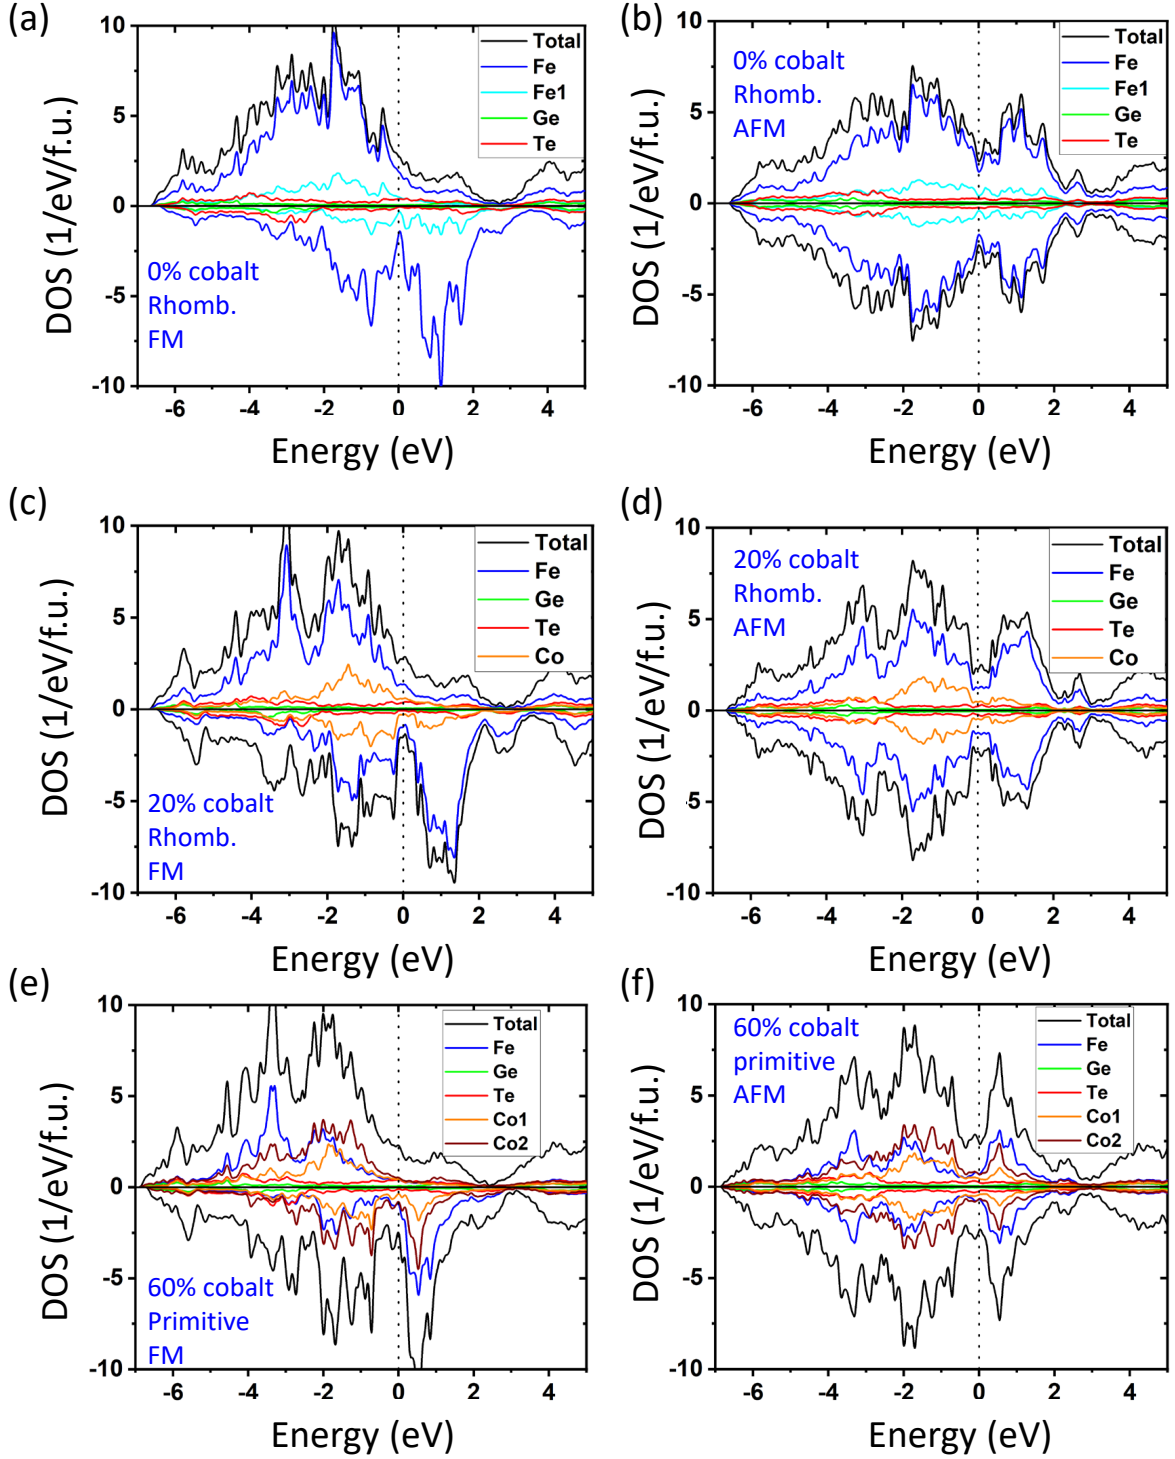 (a)
10
5
0
-5
-10
DOS (1/eV/f.u.)
Total
Fe
Fe1
Ge
Te
0% cobalt
Rhomb.
FM
-6 -4 -2 0 2 4
Energy (eV)
(b)
10
5
0
-5
-10
DOS (1/eV/f.u.)
0% cobalt
Rhomb.
AFM
Total
Fe
Fe1
Ge
Te
-6 -4 -2 0 2 4
Energy (eV)
(c)
10
5
0
-5
-10
DOS (1/eV/f.u.)
Total
Fe
Ge
Te
Co
20% cobalt
Rhomb.
FM
-6 -4 -2 0 2 4
Energy (eV)
(d)
10
5
0
-5
-10
DOS (1/eV/f.u.)
20% cobalt
Rhomb.
AFM
Total
Fe
Ge
Te
Co
-6 -4 -2 0 2 4
Energy (eV)
(e)
10
5
0
-5
-10
DOS (1/eV/f.u.)
Total
Fe
Ge
Te
Co1
Co2
60% cobalt
Primitive
FM
-6 -4 -2 0 2 4
Energy (eV)
(f)
10
5
0
-5
-10
DOS (1/eV/f.u.)
60% cobalt
primitive
AFM
Total
Fe
Ge
Te
Co1
Co2
-6 -4 -2 0 2 4
Energy (eV)